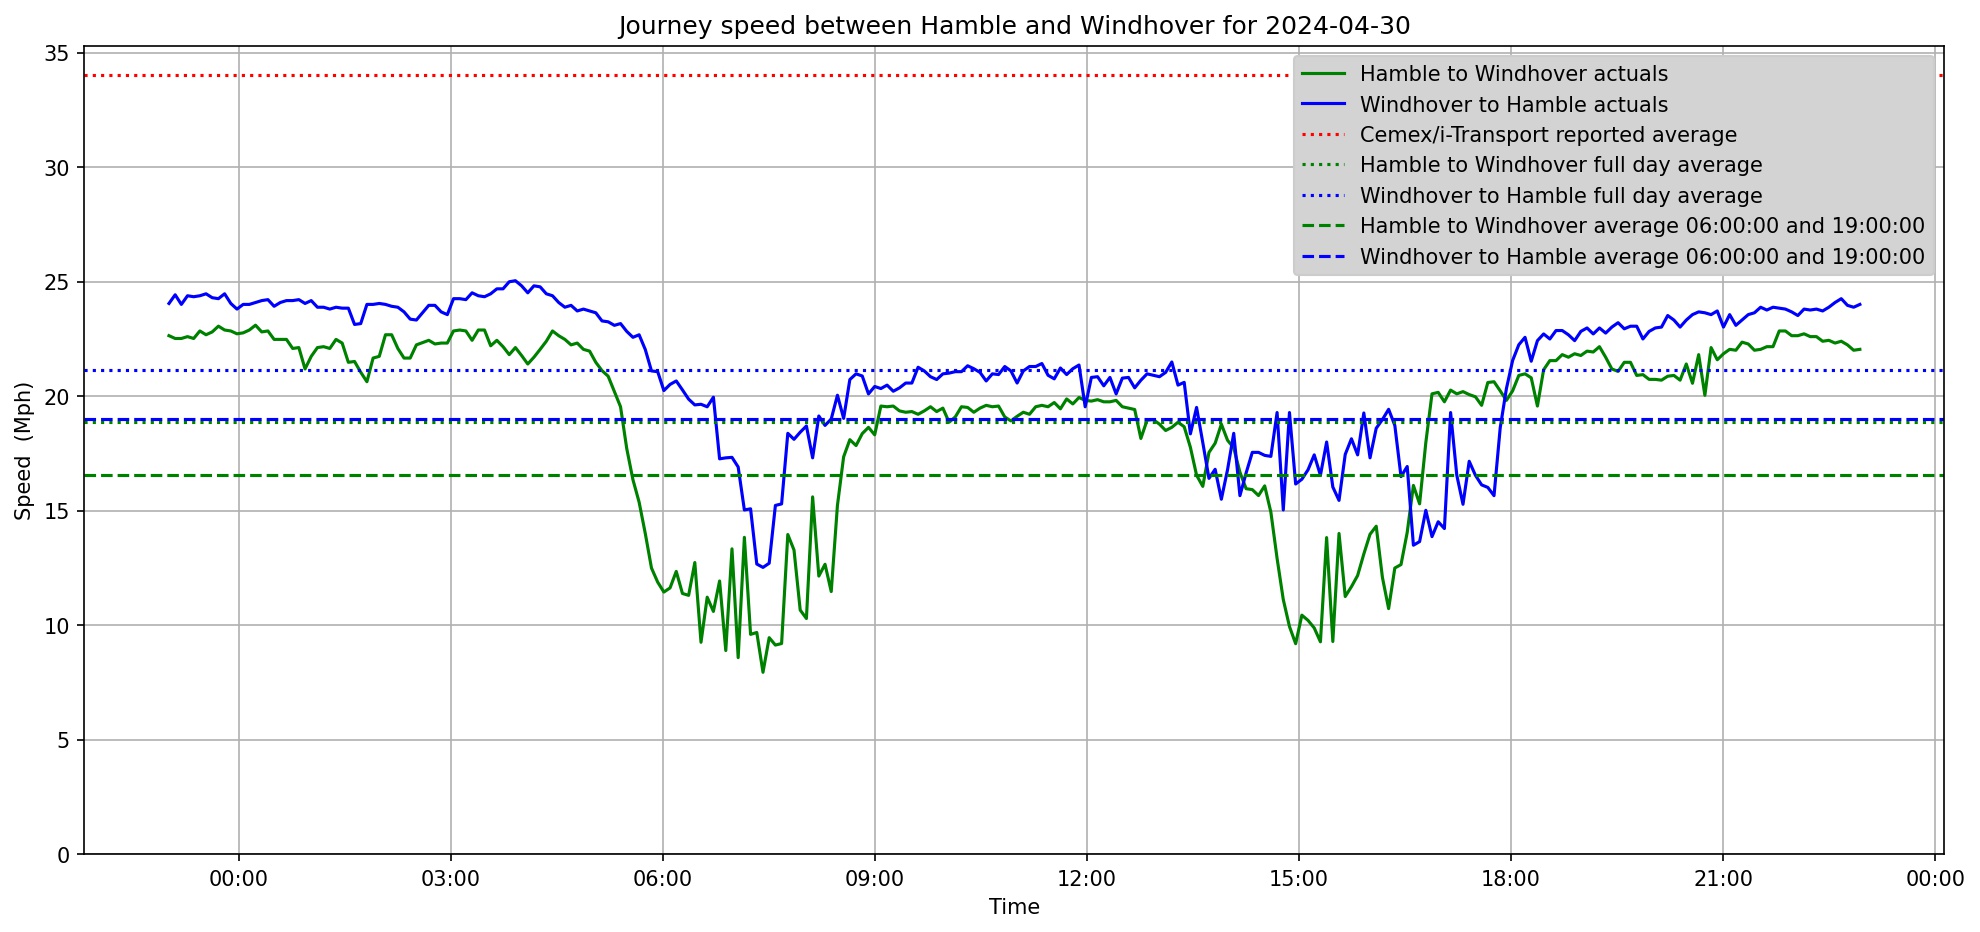 Journey speed between Hamble and Windhover for 2024-04-30
35
30
25
20
15
10
5
0
Speed (Mph)
Hamble to Windhover actuals
Windhover to Hamble actuals
Cemex/i-Transport reported average
Hamble to Windhover full day average
Windhover to Hamble full day average
Hamble to Windhover average 06:00:00 and 19:00:00
Windhover to Hamble average 06:00:00 and 19:00:00
00:00 03:00 06:00 09:00 12:00 15:00 18:00 21:00 00:00
Time